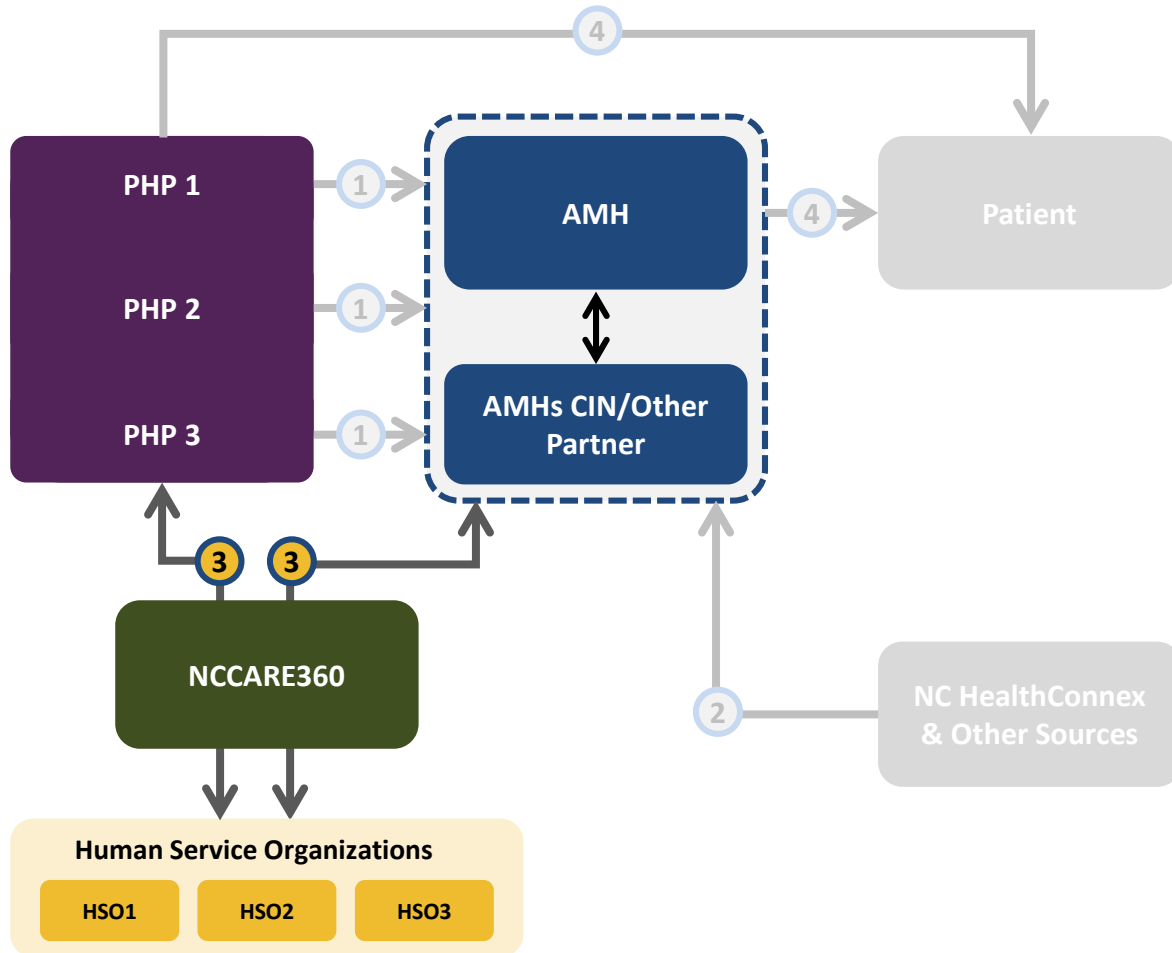 4
PHP 1
1
AMH
4
Patient
PHP 2
1
AMHs CIN/Other
Partner
PHP 3
1
3
3
NCCARE360
2
NC HealthConnex
& Other Sources
Human Service Organizations
HSO1
HSO2
HSO3